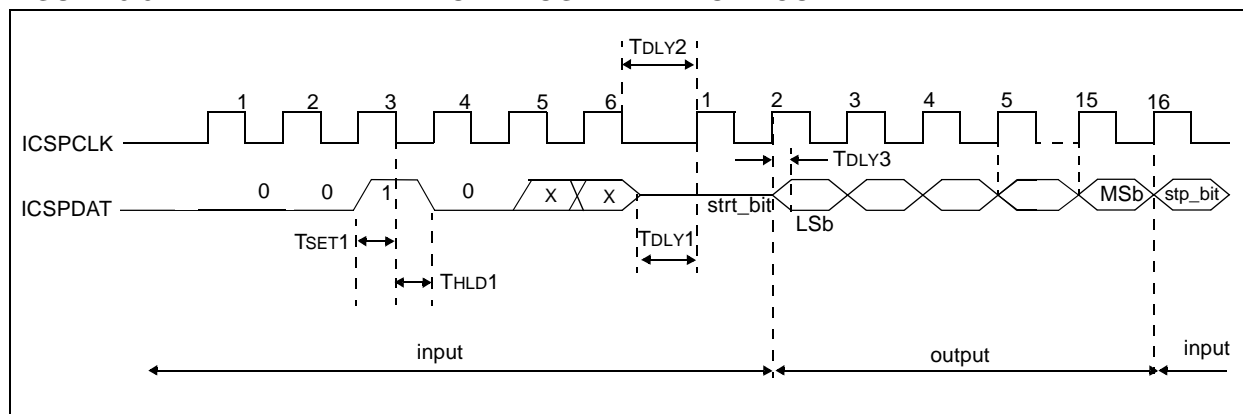 TDLY2
1 2 3 4 5 6 1 2 3 4 5 15 16
ICSPCLK
TDLY3
ICSPDAT
0 0 1 0 x x strt_bit LSb MSb stp_bit
TSET1
TDLY1
THLD1
input output input